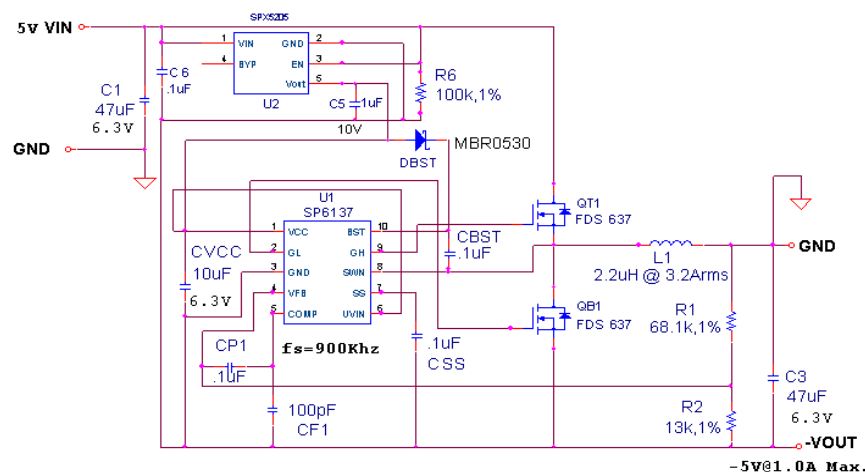 SPX5205
5v VIN
1 VIN GND 2
4 BYP EN 3
Vout 5
U2
C6
.1uF
C1
47uF
6.3V
R6
100k,1%
C5 1uF
10V
GND
DBST
MBR0530
U1
SP6137
1 VCC BST 10
2 GL GH 9
3 GND SWN 8
4 VFB SS 7
5 COMP UVIN 6
CVCC
10uF
6.3V
CBST
.1uF
QT1
FDS 637
GND
L1
2.2uH @ 3.2Arms
QB1
FDS 637
R1
68.1k,1%
fs=900Khz
CP1
.1uF
.1uF
CSS
100pF
CF1
C3
47uF
6.3V
R2
13k,1%
-VOUT
-5V@1.0A Max.